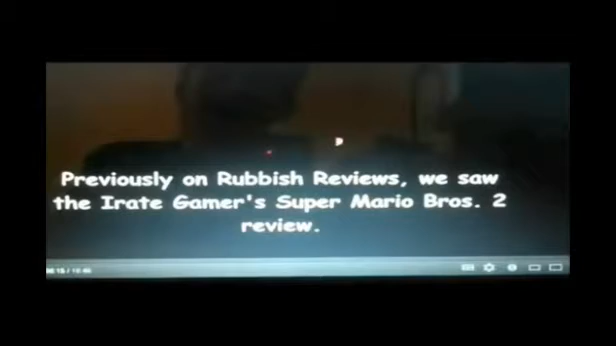 Previously on Rubbish Reviews, we saw
the Irate Gamer's Super Mario Bros. 2
review.